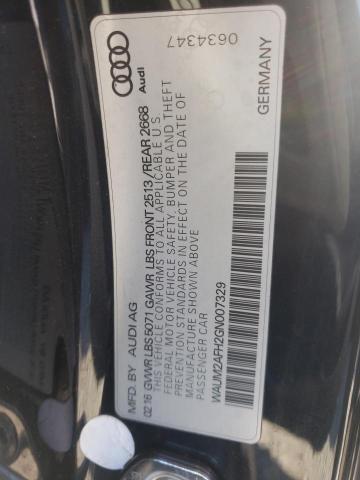 MFD. BY AUDI AG
Audi
02.16 GVWR LBS 5071 GAWR LBS FRONT 2513 / REAR 2668
THIS VEHICLE CONFORMS TO ALL APPLICABLE U.S.
FEDERAL MOTOR VEHICLE SAFETY, BUMPER AND THEFT
PREVENTION STANDARDS IN EFFECT ON THE DATE OF
MANUFACTURE SHOWN ABOVE
PASSENGER CAR
WAUM2AFH2GN007329
GERMANY
0634347